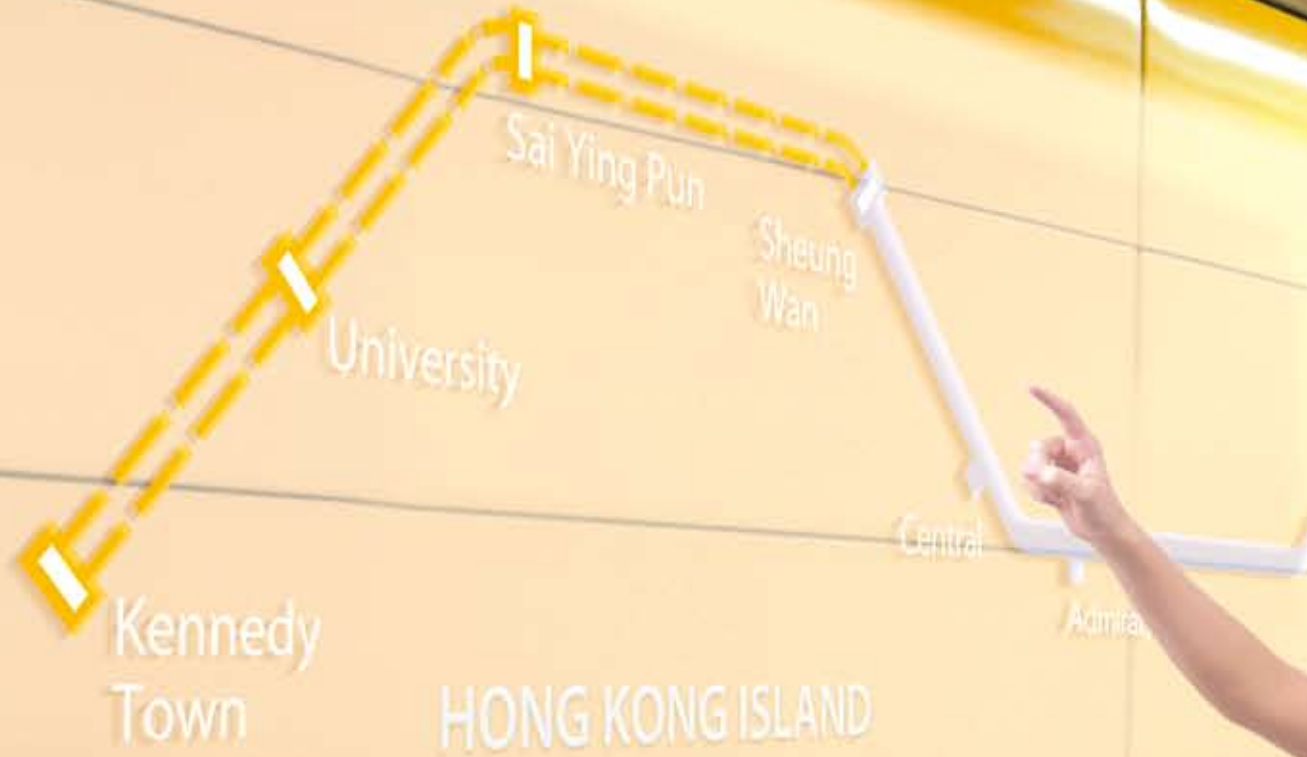 Sai Ying Pun
Sheung
Wan
University
Central
Kennedy
Town
HONG KONG ISLAND